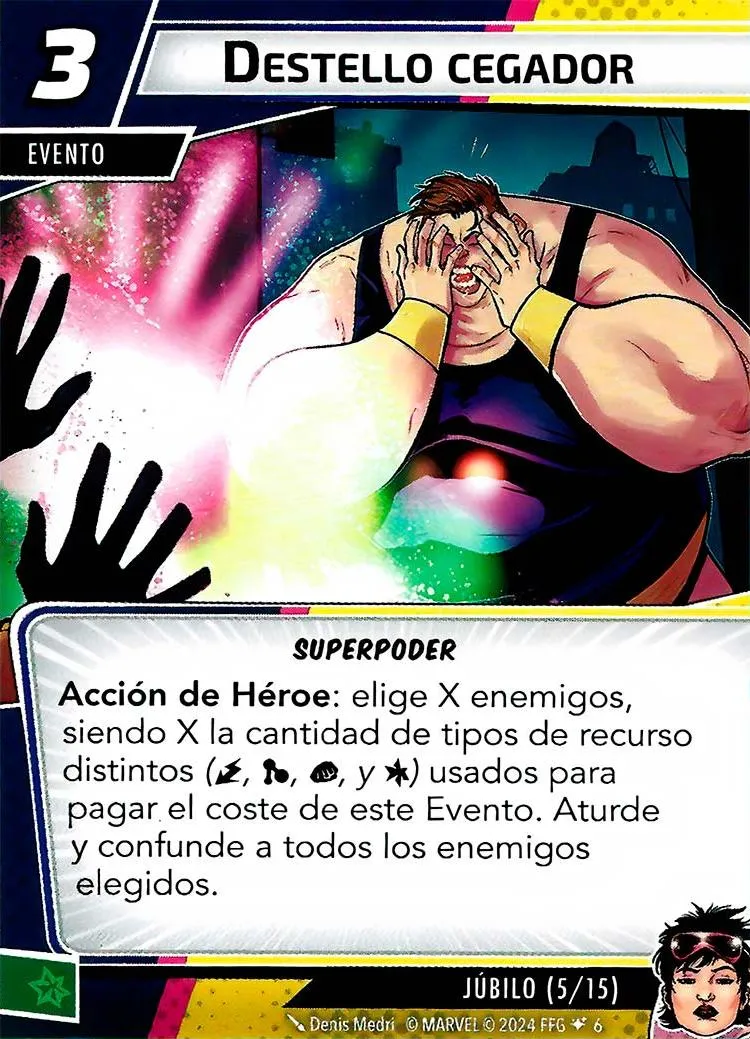 3
DESTELLO CEGADOR
EVENTO
SUPERPODER
Acción de Héroe: elige X enemigos,
siendo X la cantidad de tipos de recurso
distintos (, , , y ) usados para
pagar el coste de este Evento. Aturde
y confunde a todos los enemigos
elegidos.
JÚBILO (5/15)
Denis Medri © MARVEL © 2024 FFG 6